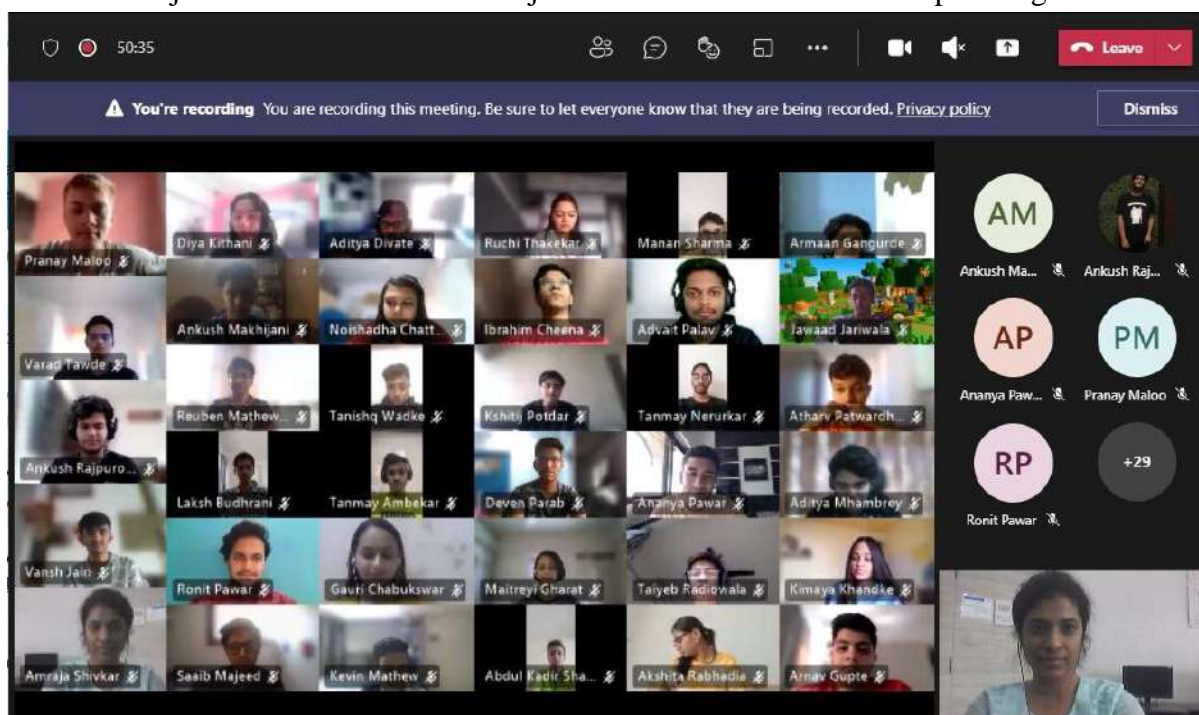 50:35
Leave
You're recording You are recording this meeting. Be sure to let everyone know that they are being recorded. Privacy policy
Dismiss
Pranay Maloo
Diya Kithani
Aditya Divate
Ruchi Thakekar
Manan Sharma
Armaan Gangurde
Varad Tawde
Ankush Makhijani
Noishadha Chatt...
Ibrahim Cheena
Advait Palav
Jawaad Jariwala
Reuben Mathew...
Tanishq Wadke
Kshitij Potdar
Tanmay Nerurkar
Atharv Patwardh...
Ankush Rajpuro...
Laksh Budhrani
Tanmay Ambekar
Deven Parab
Ananya Pawar
Aditya Mhambrey
Vansh Jain
Ronit Pawar
Gauri Chabukswar
Maitreyi Gharat
Taiyeb Radiowala
Kimaya Khandke
Amraja Shivkar
Saaib Majeed
Kevin Mathew
Abdul Kadir Sha...
Akshita Rabhadia
Arnav Gupte
AM
Ankush Ma...
Ankush Raj...
AP
PM
Ananya Paw...
Pranay Maloo
RP
+29
Ronit Pawar